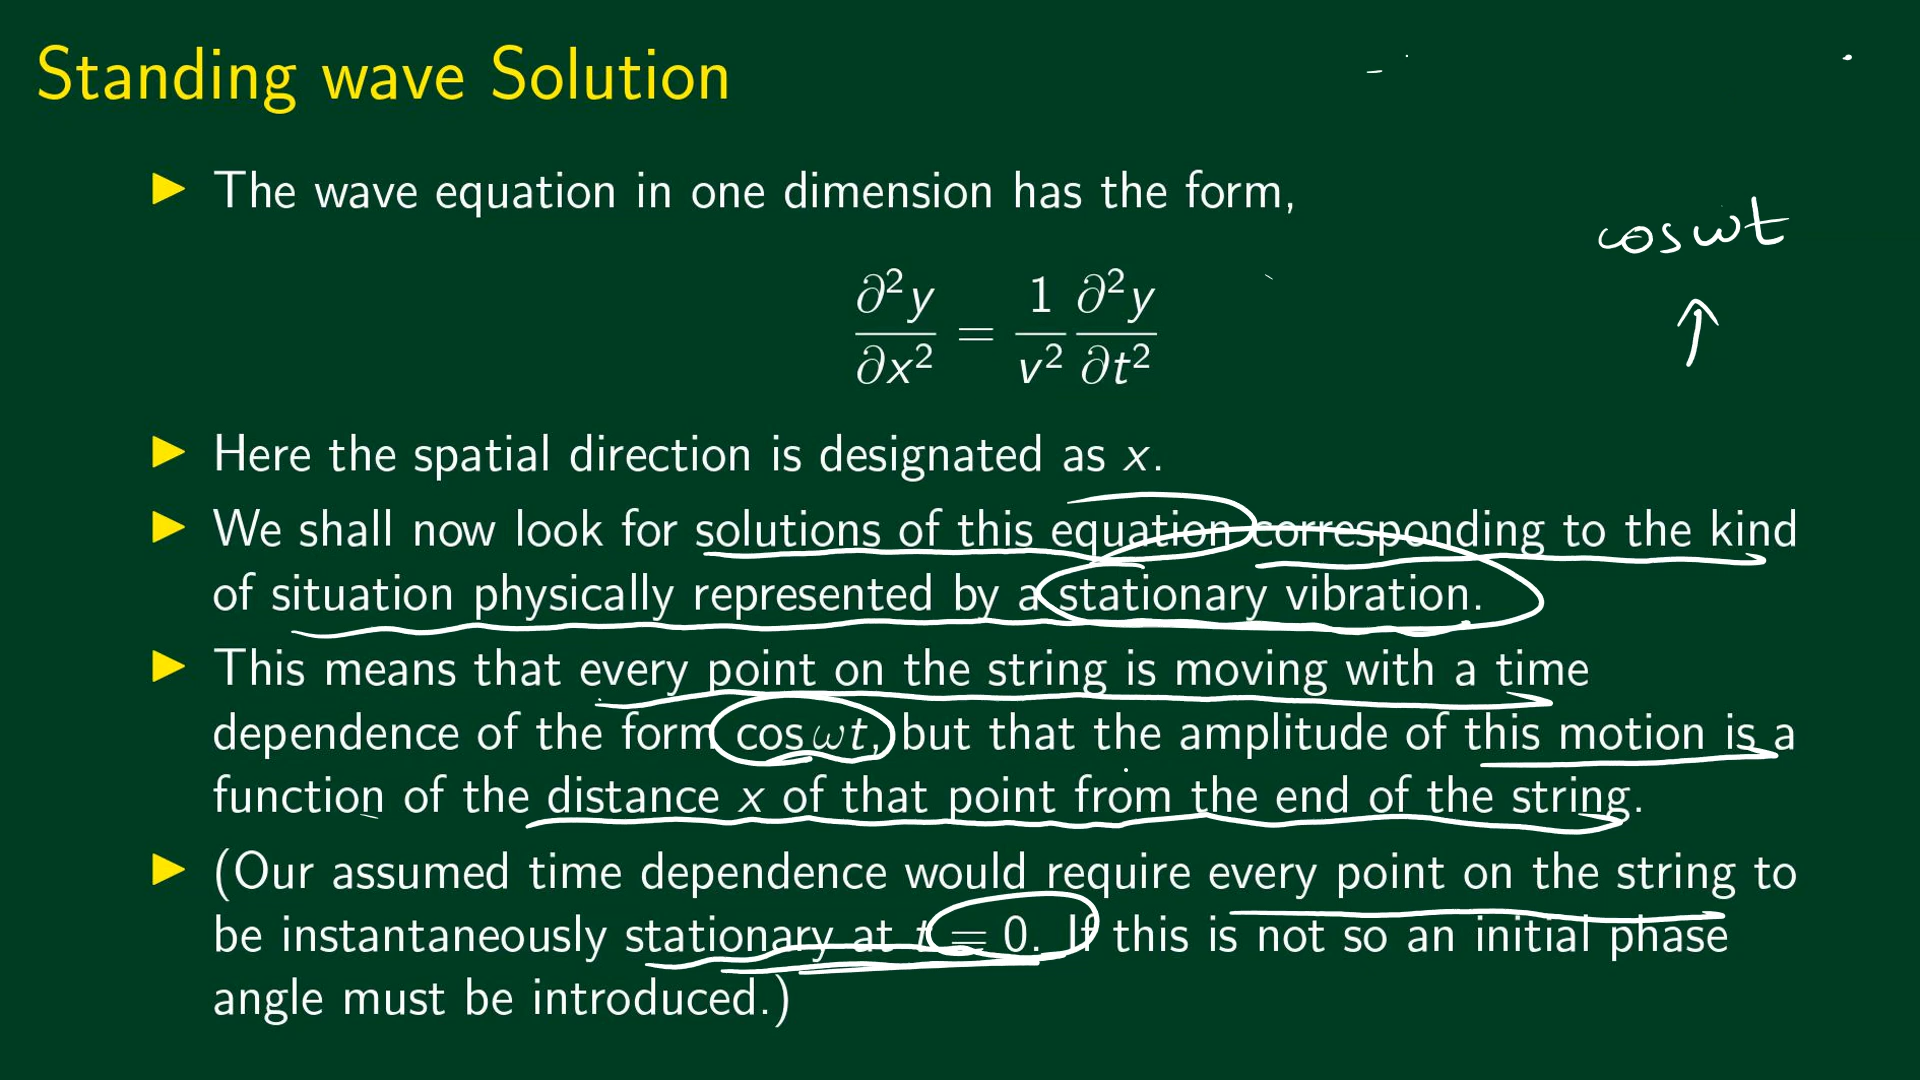 Standing wave Solution
▶ The wave equation in one dimension has the form,
cos ωt
∂²y/∂x² = 1/v² ∂²y/∂t²
↑
▶ Here the spatial direction is designated as x.
▶ We shall now look for solutions of this equation corresponding to the kind
of situation physically represented by a stationary vibration.
▶ This means that every point on the string is moving with a time
dependence of the form cos ωt, but that the amplitude of this motion is a
function of the distance x of that point from the end of the string.
▶ (Our assumed time dependence would require every point on the string to
be instantaneously stationary at t = 0. If this is not so an initial phase
angle must be introduced.)